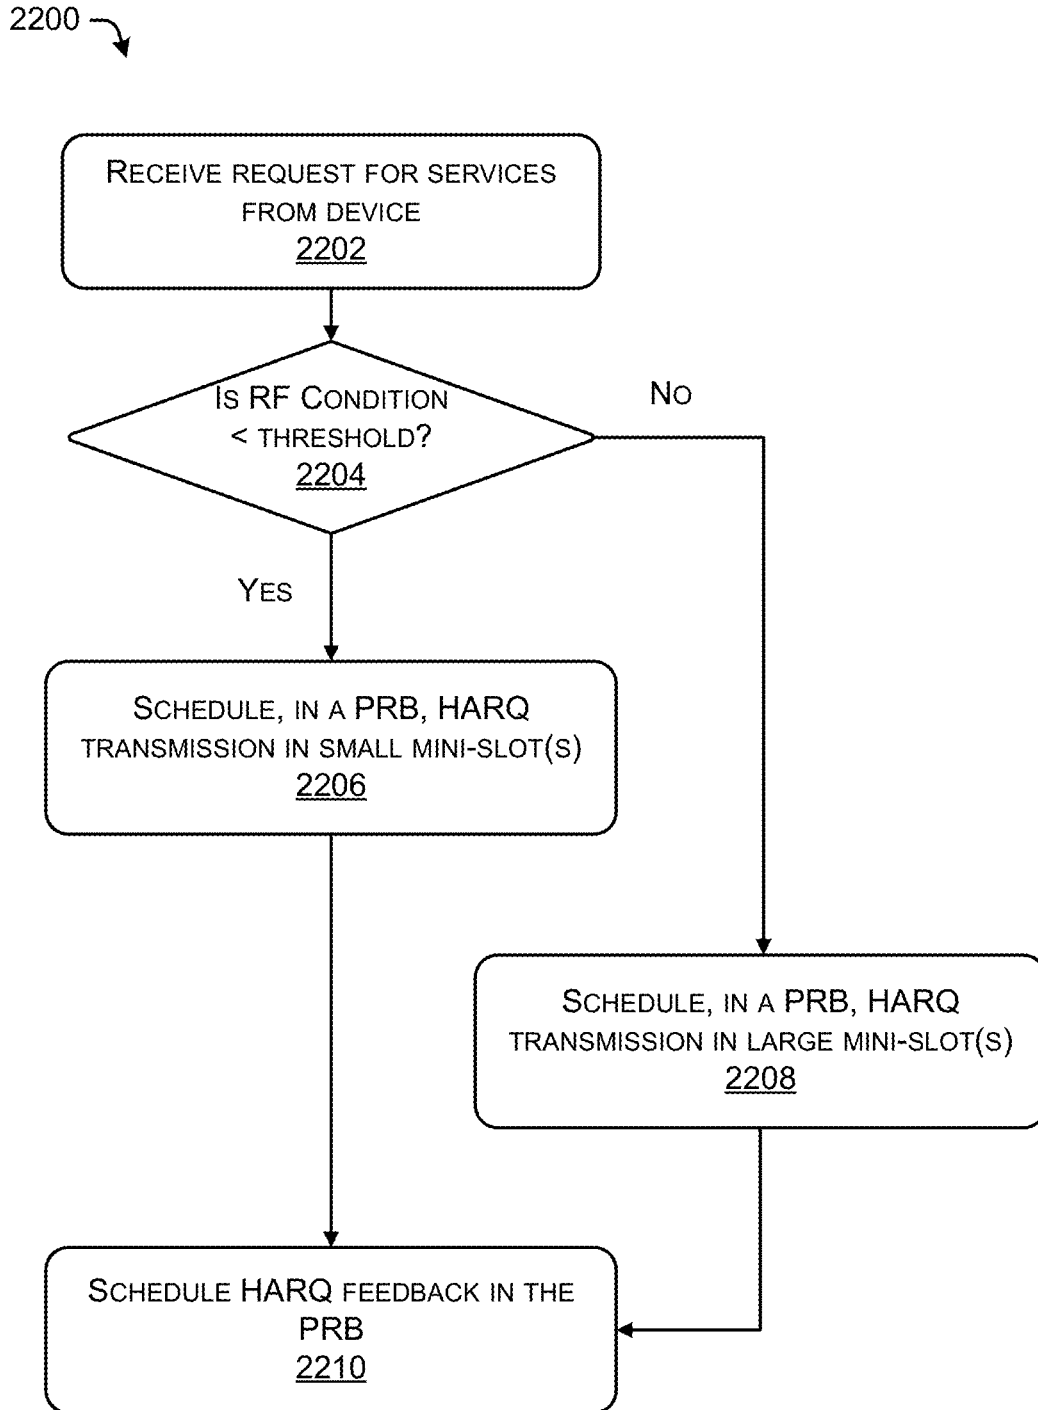 2200
RECEIVE REQUEST FOR SERVICES
FROM DEVICE
2202
IS RF CONDITION
< THRESHOLD?
2204
NO
YES
SCHEDULE, IN A PRB, HARQ
TRANSMISSION IN SMALL MINI-SLOT(S)
2206
SCHEDULE, IN A PRB, HARQ
TRANSMISSION IN LARGE MINI-SLOT(S)
2208
SCHEDULE HARQ FEEDBACK IN THE
PRB
2210